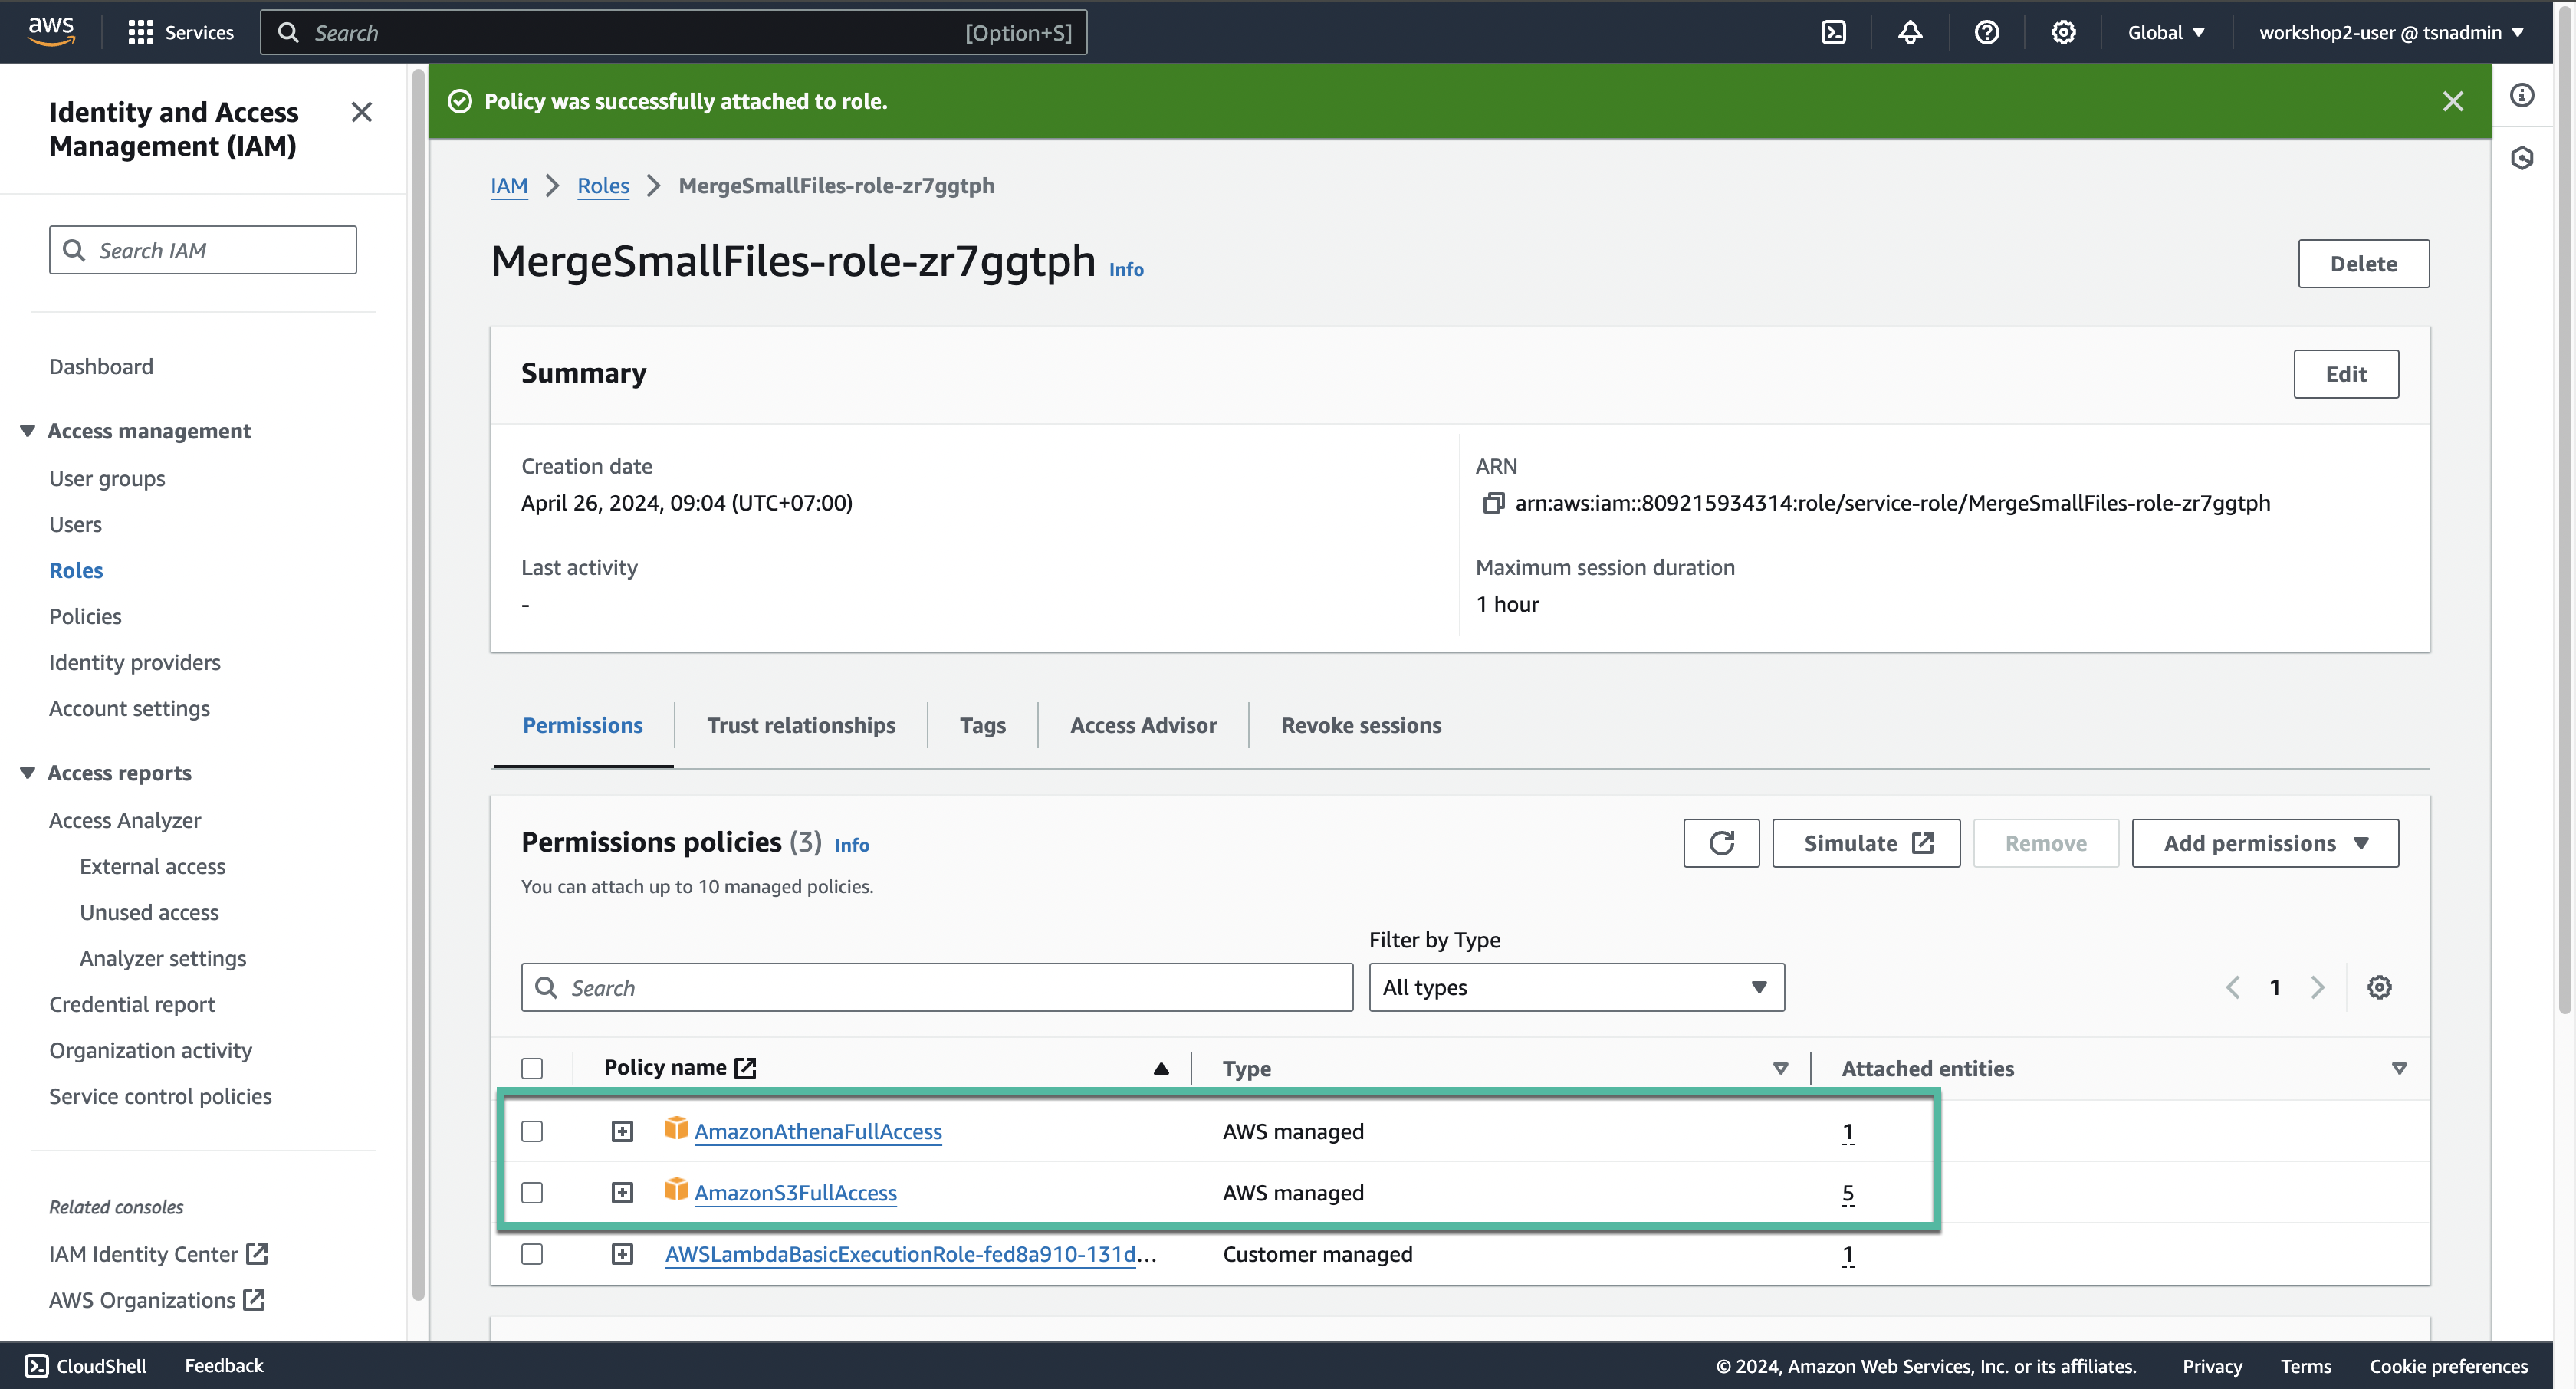 aws
Services
Search
[Option+S]
Global
workshop2-user @ tsnadmin
Identity and Access
Management (IAM)
Search IAM
Dashboard
Access management
User groups
Users
Roles
Policies
Identity providers
Account settings
Access reports
Access Analyzer
External access
Unused access
Analyzer settings
Credential report
Organization activity
Service control policies
Related consoles
IAM Identity Center
AWS Organizations
Policy was successfully attached to role.
IAM > Roles > MergeSmallFiles-role-zr7ggtph
MergeSmallFiles-role-zr7ggtph Info
Delete
Summary
Edit
Creation date
April 26, 2024, 09:04 (UTC+07:00)
ARN
arn:aws:iam::809215934314:role/service-role/MergeSmallFiles-role-zr7ggtph
Last activity
-
Maximum session duration
1 hour
Permissions
Trust relationships
Tags
Access Advisor
Revoke sessions
Permissions policies (3) Info
You can attach up to 10 managed policies.
Simulate
Remove
Add permissions
Filter by Type
Search
All types
1
Policy name Type Attached entities
AmazonAthenaFullAccess AWS managed 1
AmazonS3FullAccess AWS managed 5
AWSLambdaBasicExecutionRole-fed8a910-131d... Customer managed 1
CloudShell
Feedback
© 2024, Amazon Web Services, Inc. or its affiliates.
Privacy
Terms
Cookie preferences